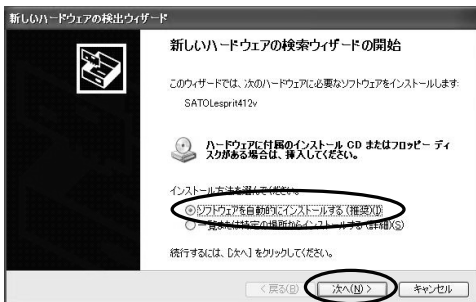 新しいハードウェアの検出ウィザード
新しいハードウェアの検索ウィザードの開始
このウィザードでは、次のハードウェアに必要なソフトウェアをインストールします:
SATOLesprit412v
ハードウェアに付属のインストール CD またはフロッピー ディ
スクがある場合は、挿入してください。
インストール方法を選んでください。
ソフトウェアを自動的にインストールする (推奨)(I)
一覧または特定の場所からインストールする (詳細)(S)
続行するには、[次へ] をクリックしてください。
< 戻る(B) 次へ(N) > キャンセル